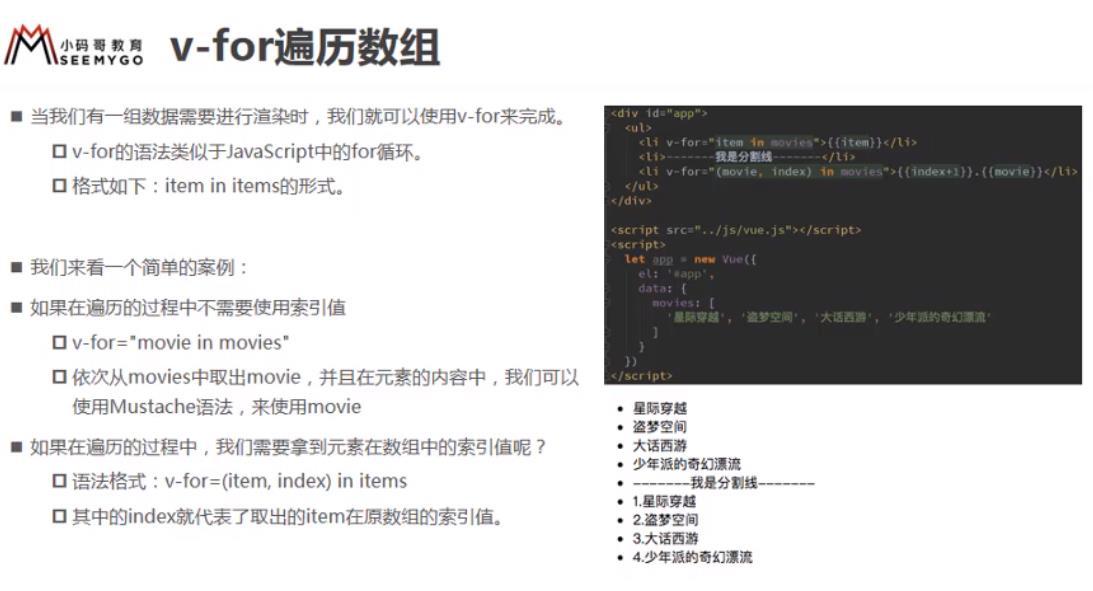 小码哥教育
SEEMYGO
v-for遍历数组
■ 当我们有一组数据需要进行渲染时，我们就可以使用v-for来完成。
v-for的语法类似于JavaScript中的for循环。
格式如下：item in items的形式。
■ 我们来看一个简单的案例：
■ 如果在遍历的过程中不需要使用索引值
v-for="movie in movies"
依次从movies中取出movie，并且在元素的内容中，我们可以
使用Mustache语法，来使用movie
■ 如果在遍历的过程中，我们需要拿到元素在数组中的索引值呢？
语法格式：v-for=(item, index) in items
其中的index就代表了取出的item在原数组的索引值。
<div id="app">
<ul>
<li v-for="item in movies">{{item}}</li>
<li>-------我是分割线-------</li>
<li v-for="(movie, index) in movies">{{index+1}}.{{movie}}</li>
</ul>
</div>
<script src="../js/vue.js"></script>
<script>
let app = new Vue({
el: '#app',
data: {
movies: [
'星际穿越', '盗梦空间', '大话西游', '少年派的奇幻漂流'
]
}
})
</script>
• 星际穿越
• 盗梦空间
• 大话西游
• 少年派的奇幻漂流
• -------我是分割线-------
• 1.星际穿越
• 2.盗梦空间
• 3.大话西游
• 4.少年派的奇幻漂流